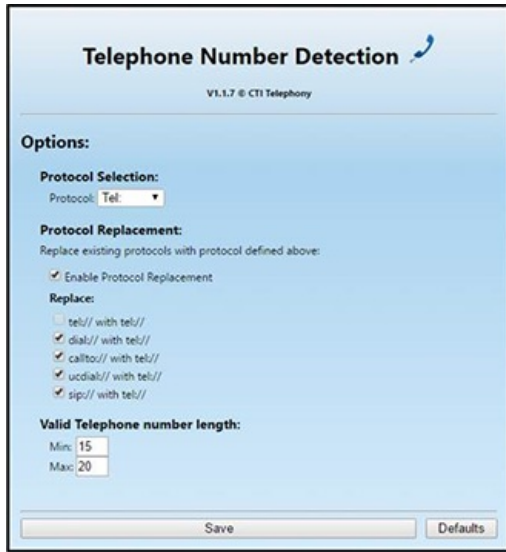 Telephone Number Detection
V1.1.7 © CTI Telephony
Options:
Protocol Selection:
Protocol: Tel:
Protocol Replacement:
Replace existing protocols with protocol defined above:
Enable Protocol Replacement
Replace:
tel:// with tel://
dial:// with tel://
callto:// with tel://
ucdial:// with tel://
sip:// with tel://
Valid Telephone number length:
Min: 15
Max: 20
Save Defaults